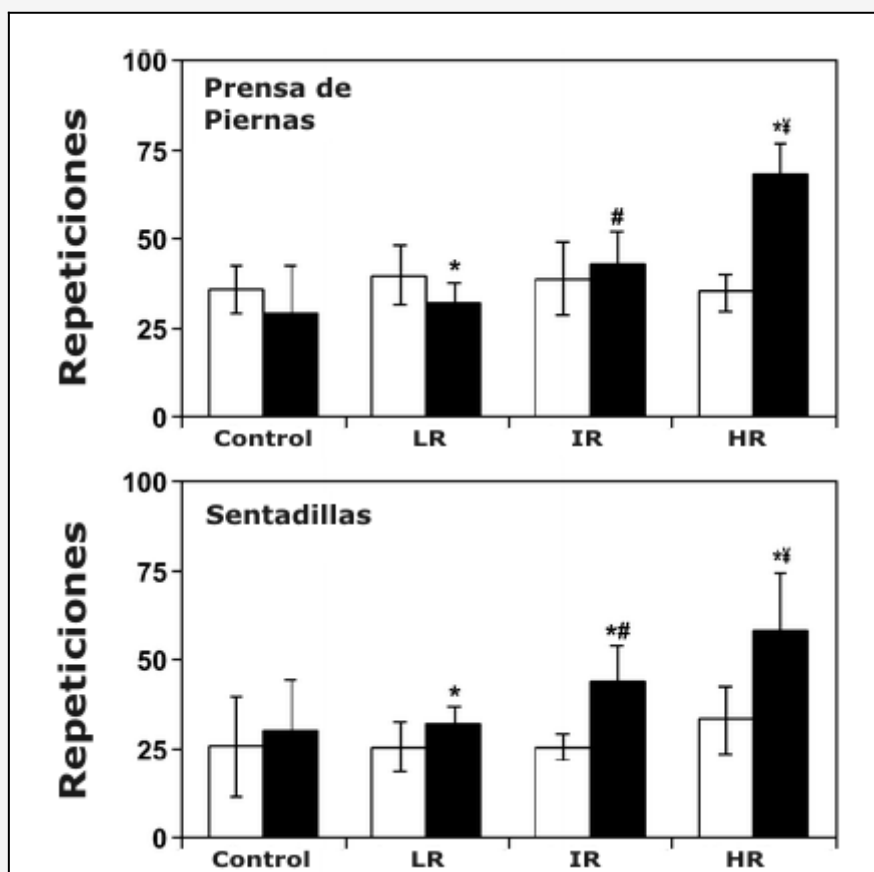 Prensa de
Piernas
Repeticiones
100
75
50
25
0
*
#
*¥
Control LR IR HR
Sentadillas
Repeticiones
100
75
50
25
0
*
*#
*¥
Control LR IR HR